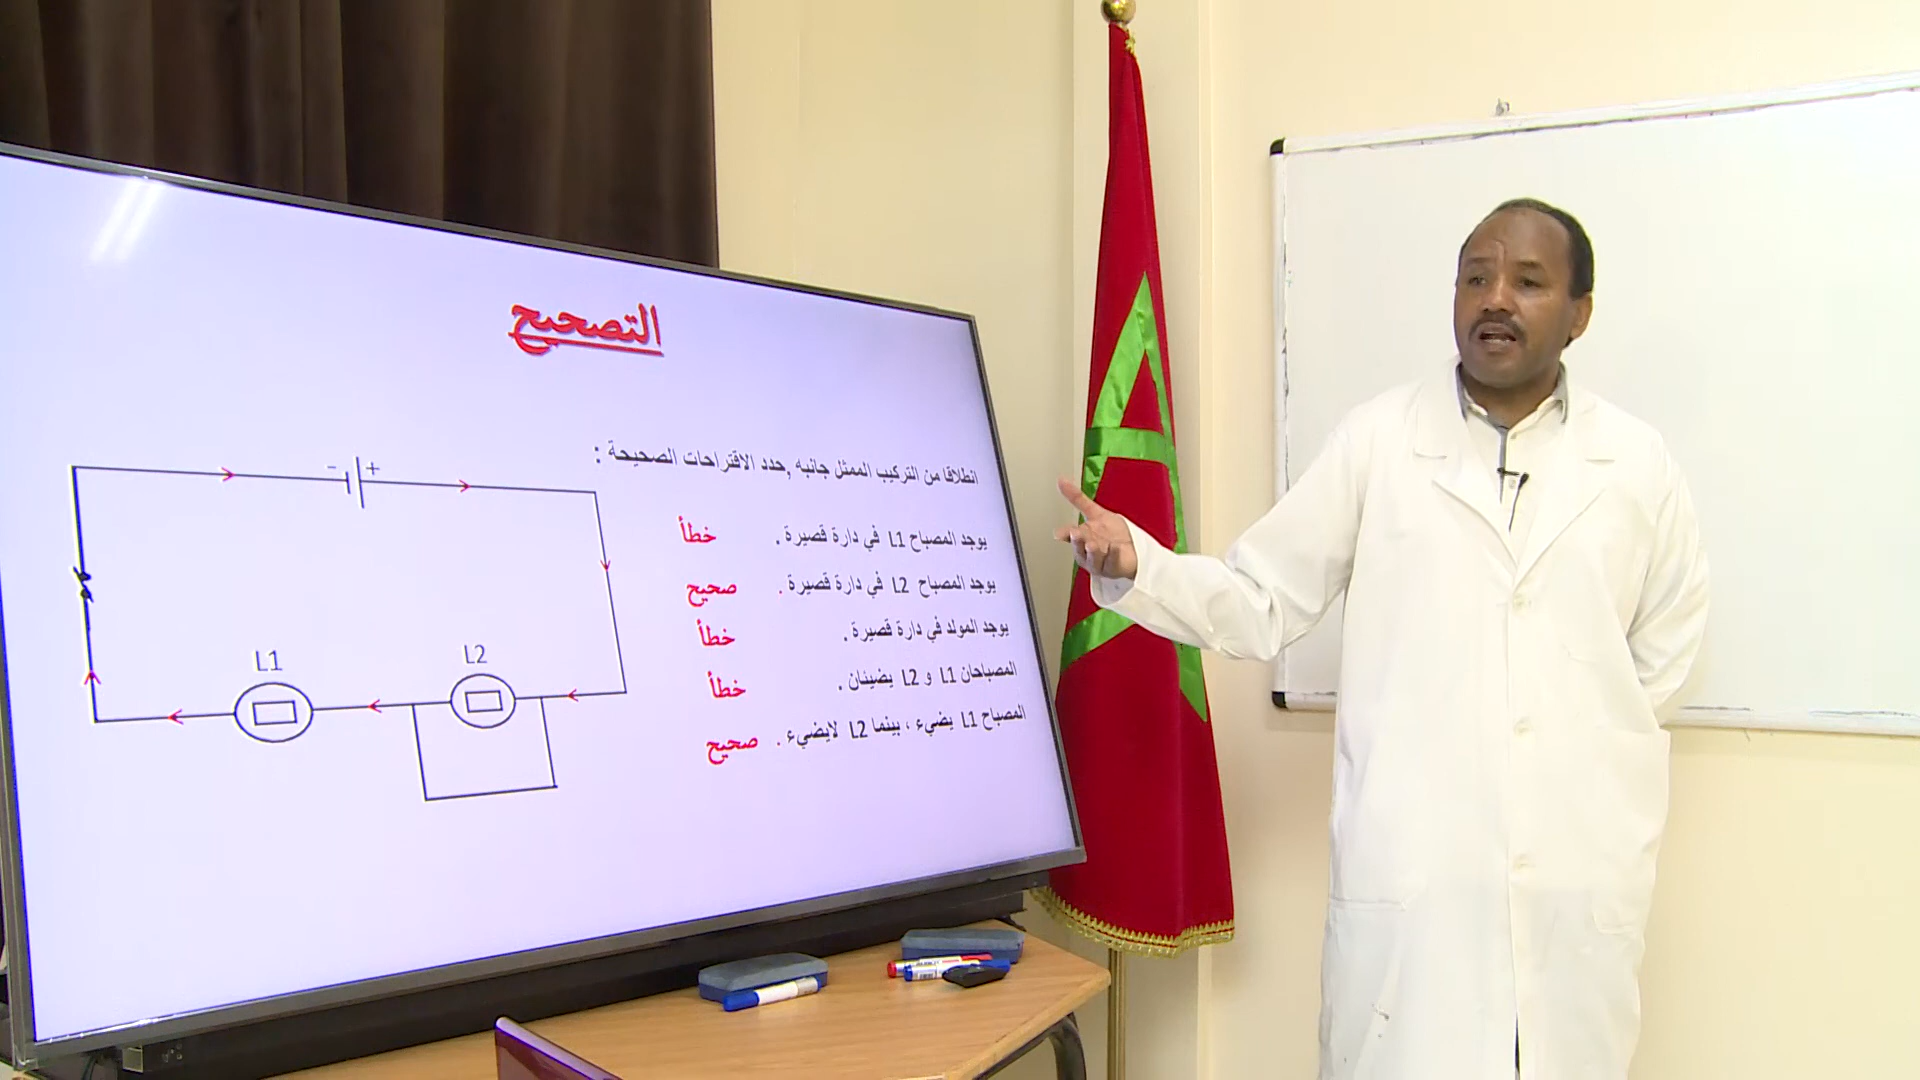 التصحيح
انطلاقا من التركيب الممثل جانبه ,حدد الاقتراحات الصحيحة :
يوجد المصباح L1 في دارة قصيرة . خطأ
يوجد المصباح L2 في دارة قصيرة . صحيح
يوجد المولد في دارة قصيرة . خطأ
المصباحان L1 و L2 يضيئان . خطأ
المصباح L1 يضيء ، بينما L2 لايضيء . صحيح
- +
L1 L2